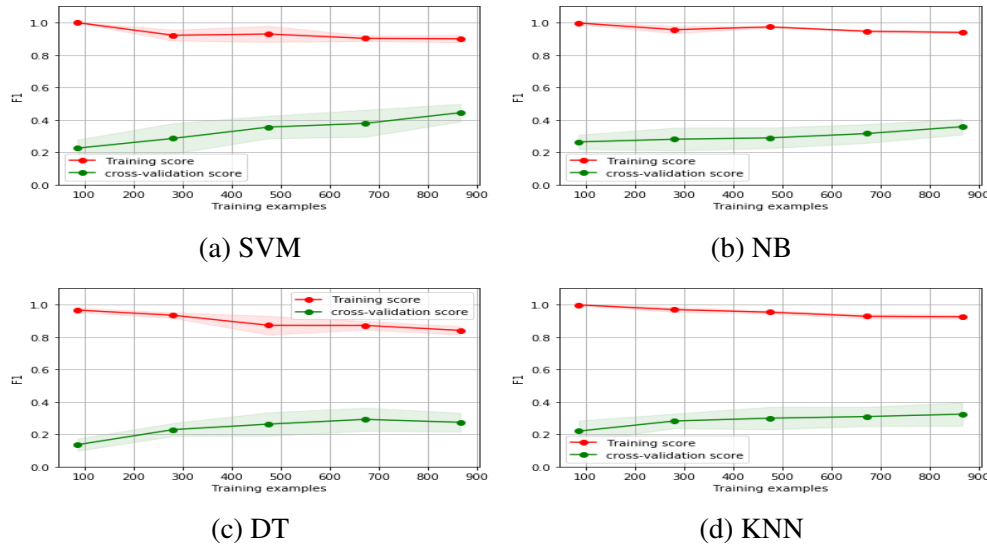 1.0
0.8
0.6
0.4
0.2
0.0
F1
Training score
cross-validation score
100 200 300 400 500 600 700 800 900
Training examples
(a) SVM
1.0
0.8
0.6
0.4
0.2
0.0
F1
Training score
cross-validation score
100 200 300 400 500 600 700 800 900
Training examples
(b) NB
1.0
0.8
0.6
0.4
0.2
0.0
F1
Training score
cross-validation score
100 200 300 400 500 600 700 800 900
Training examples
(c) DT
1.0
0.8
0.6
0.4
0.2
0.0
F1
Training score
cross-validation score
100 200 300 400 500 600 700 800 900
Training examples
(d) KNN